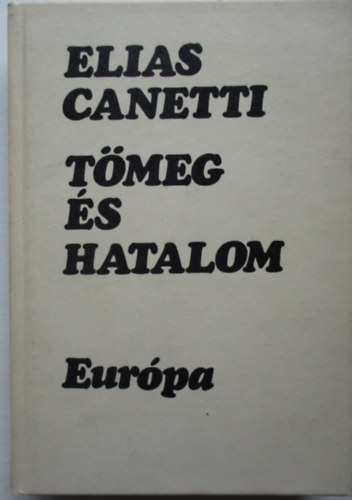 ELIAS
CANETTI
TÖMEG
ÉS
HATALOM
Európa